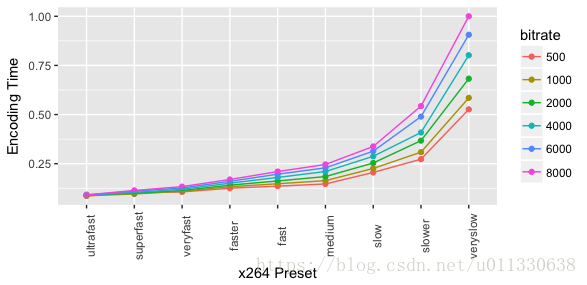 1.00
0.75
0.50
0.25
Encoding Time
ultrafast
superfast
veryfast
faster
fast
medium
slow
slower
veryslow
x264 Preset
bitrate
500
1000
2000
4000
6000
8000
https://blog.csdn.net/u011330638